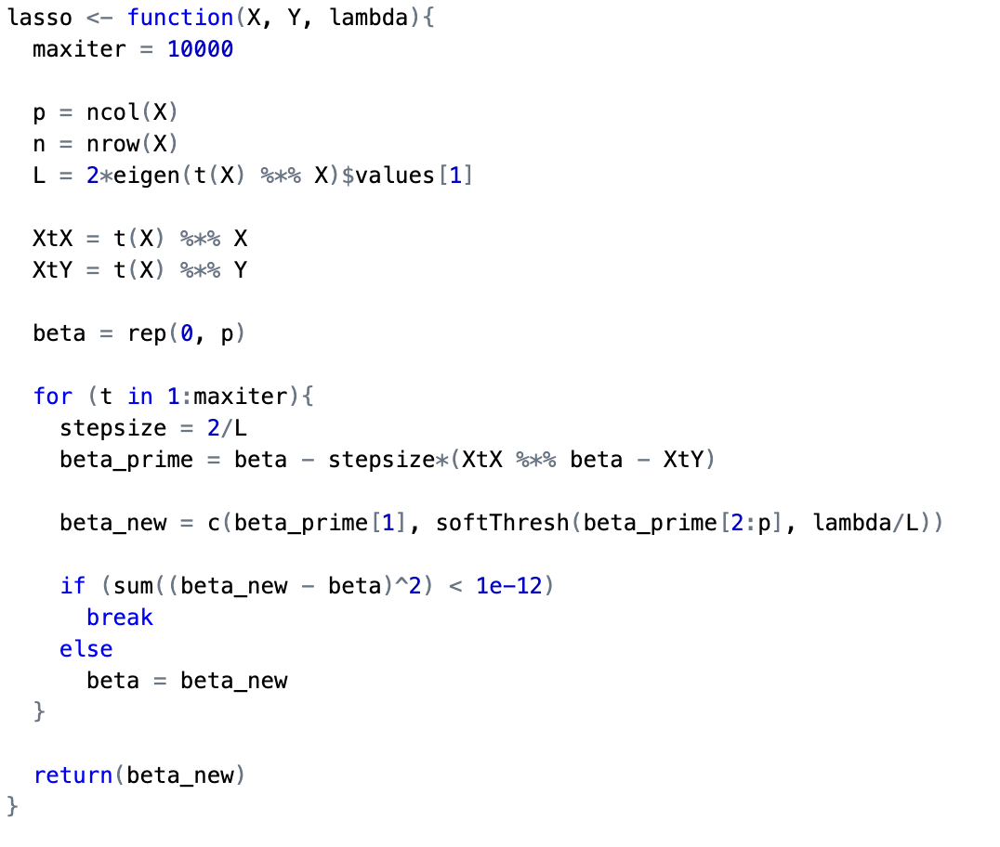 lasso <- function(X, Y, lambda){
  maxiter = 10000

  p = ncol(X)
  n = nrow(X)
  L = 2*eigen(t(X) %*% X)$values[1]

  XtX = t(X) %*% X
  XtY = t(X) %*% Y

  beta = rep(0, p)

  for (t in 1:maxiter){
    stepsize = 2/L
    beta_prime = beta - stepsize*(XtX %*% beta - XtY)

    beta_new = c(beta_prime[1], softThresh(beta_prime[2:p], lambda/L))

    if (sum((beta_new - beta)^2) < 1e-12)
      break
    else
      beta = beta_new
  }

  return(beta_new)
}